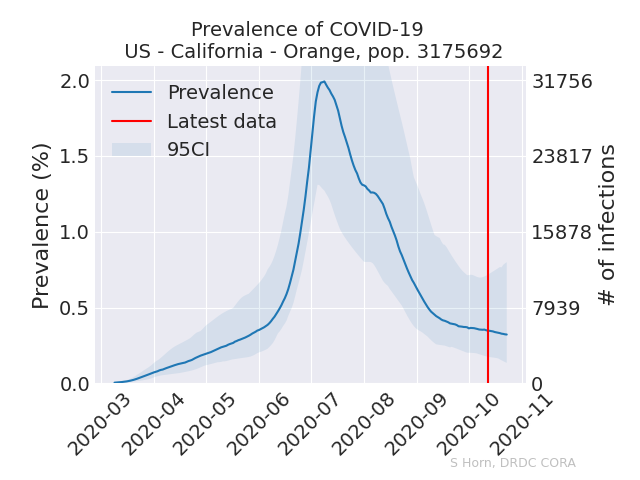 Prevalence of COVID-19
US - California - Orange, pop. 3175692
2.0
1.5
1.0
0.5
0.0
Prevalence (%)
Prevalence
Latest data
95CI
31756
23817
15878
7939
0
# of infections
2020-03
2020-04
2020-05
2020-06
2020-07
2020-08
2020-09
2020-10
2020-11
S Horn, DRDC CORA